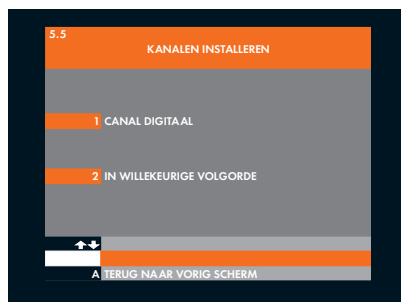 5.5
KANALEN INSTALLEREN
1 CANAL DIGITAAL
2 IN WILLEKEURIGE VOLGORDE
A TERUG NAAR VORIG SCHERM